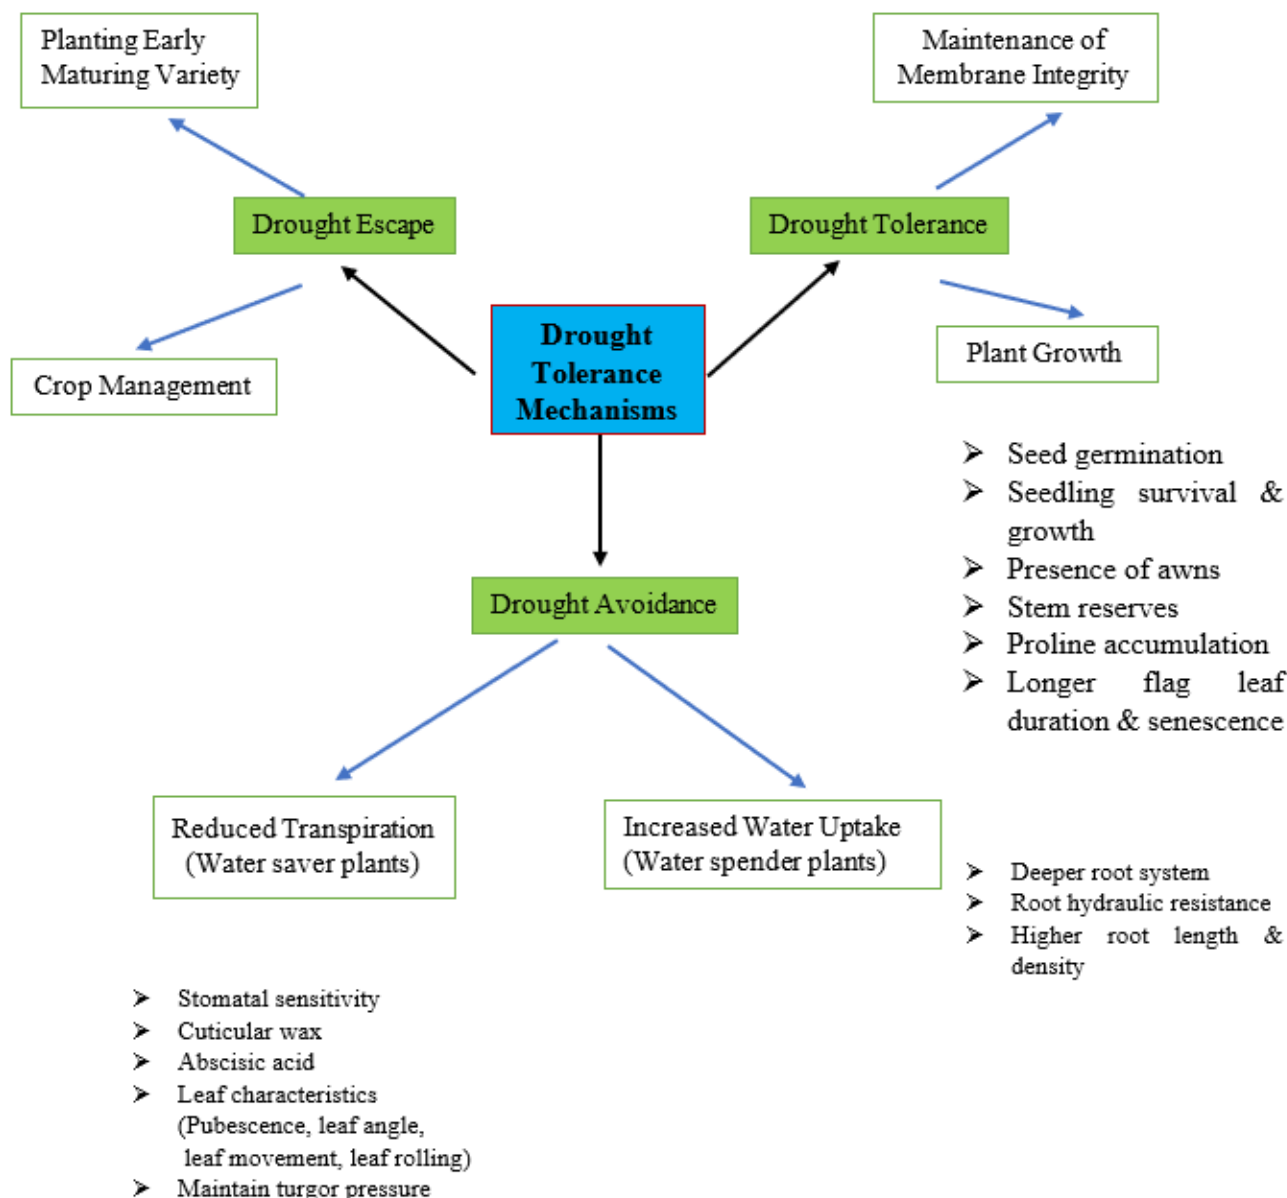 Planting Early
Maturing Variety
Maintenance of
Membrane Integrity
Drought Escape
Drought Tolerance
Drought
Tolerance
Mechanisms
Crop Management
Plant Growth
➤ Seed germination
➤ Seedling survival &
growth
➤ Presence of awns
➤ Stem reserves
➤ Proline accumulation
➤ Longer flag leaf
duration & senescence
Drought Avoidance
Reduced Transpiration
(Water saver plants)
Increased Water Uptake
(Water spender plants)
➤ Deeper root system
➤ Root hydraulic resistance
➤ Higher root length &
density
➤ Stomatal sensitivity
➤ Cuticular wax
➤ Abscisic acid
➤ Leaf characteristics
(Pubescence, leaf angle,
leaf movement, leaf rolling)
➤ Maintain turgor pressure